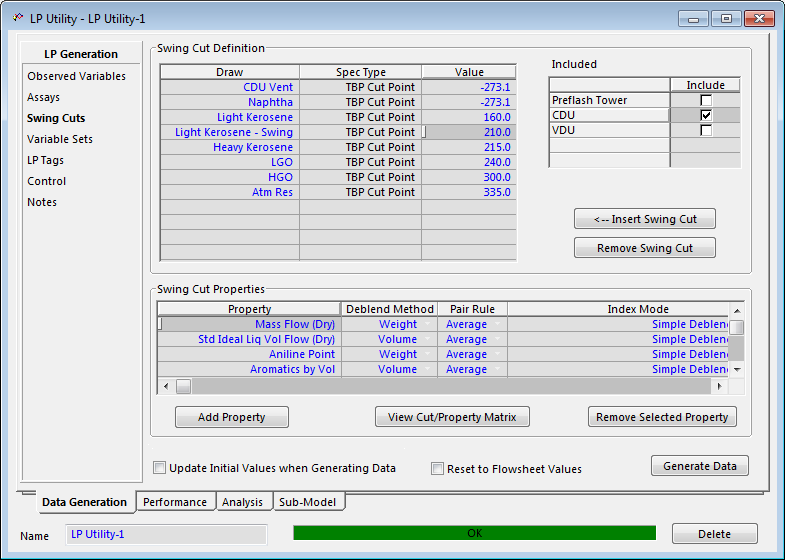 LP Utility - LP Utility-1
LP Generation
Observed Variables
Assays
Swing Cuts
Variable Sets
LP Tags
Control
Notes
Swing Cut Definition
Draw Spec Type Value
CDU Vent TBP Cut Point -273.1
Naphtha TBP Cut Point -273.1
Light Kerosene TBP Cut Point 160.0
Light Kerosene - Swing TBP Cut Point 210.0
Heavy Kerosene TBP Cut Point 215.0
LGO TBP Cut Point 240.0
HGO TBP Cut Point 300.0
Atm Res TBP Cut Point 335.0
Included
Include
Preflash Tower
CDU
VDU
<-- Insert Swing Cut
Remove Swing Cut
Swing Cut Properties
Property Deblend Method Pair Rule Index Mode
Mass Flow (Dry) Weight Average Simple Deblen
Std Ideal Liq Vol Flow (Dry) Volume Average Simple Deblen
Aniline Point Weight Average Simple Deblen
Aromatics by Vol Volume Average Simple Deblen
Add Property View Cut/Property Matrix Remove Selected Property
Update Initial Values when Generating Data Reset to Flowsheet Values Generate Data
Data Generation Performance Analysis Sub-Model
Name LP Utility-1 OK Delete